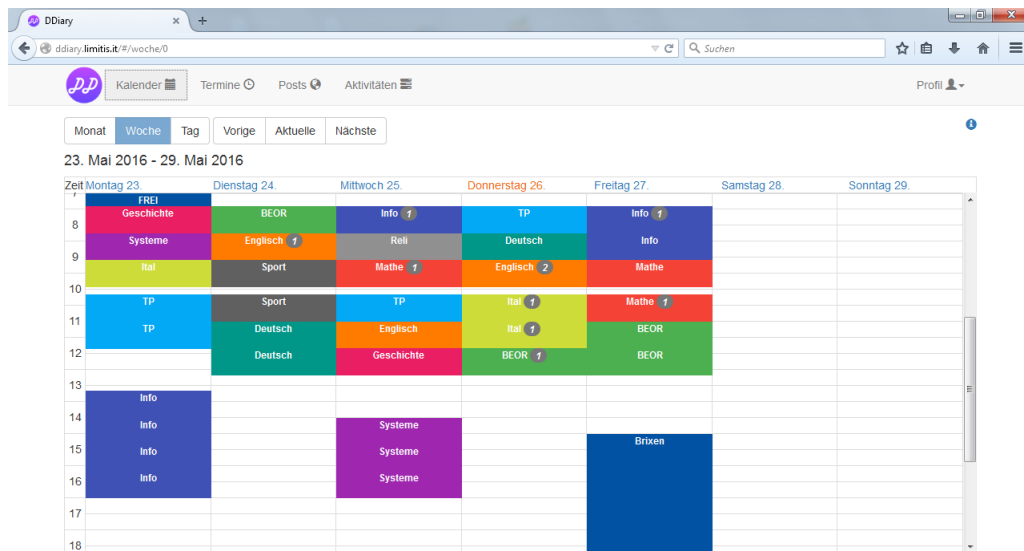 DDiary
ddiary.limitis.it/#/woche/0
Suchen
DD Kalender Termine Posts Aktivitäten Profil
Monat Woche Tag Vorige Aktuelle Nächste
23. Mai 2016 - 29. Mai 2016
Zeit Montag 23. Dienstag 24. Mittwoch 25. Donnerstag 26. Freitag 27. Samstag 28. Sonntag 29.
7 FREI
Geschichte BEOR Info 1 TP Info 1
8
Systeme Englisch 1 Reli Deutsch Info
9
Ital Sport Mathe 1 Englisch 2 Mathe
10
TP Sport TP Ital 1 Mathe 1
11
TP Deutsch Englisch Ital 1 BEOR
12
Deutsch Geschichte BEOR 1 BEOR
13
Info
14
Info Systeme
Brixen
15
Info Systeme
16
Info Systeme
17
18